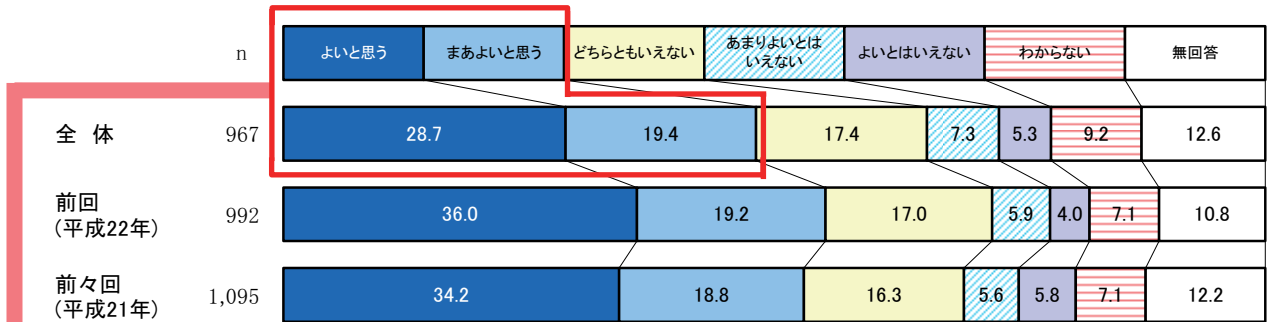 n
よいと思う まあよいと思う どちらともいえない あまりよいとは いえない よいとはいえない わからない 無回答
全 体 967 28.7 19.4 17.4 7.3 5.3 9.2 12.6
前回
(平成22年) 992 36.0 19.2 17.0 5.9 4.0 7.1 10.8
前々回
(平成21年) 1,095 34.2 18.8 16.3 5.6 5.8 7.1 12.2